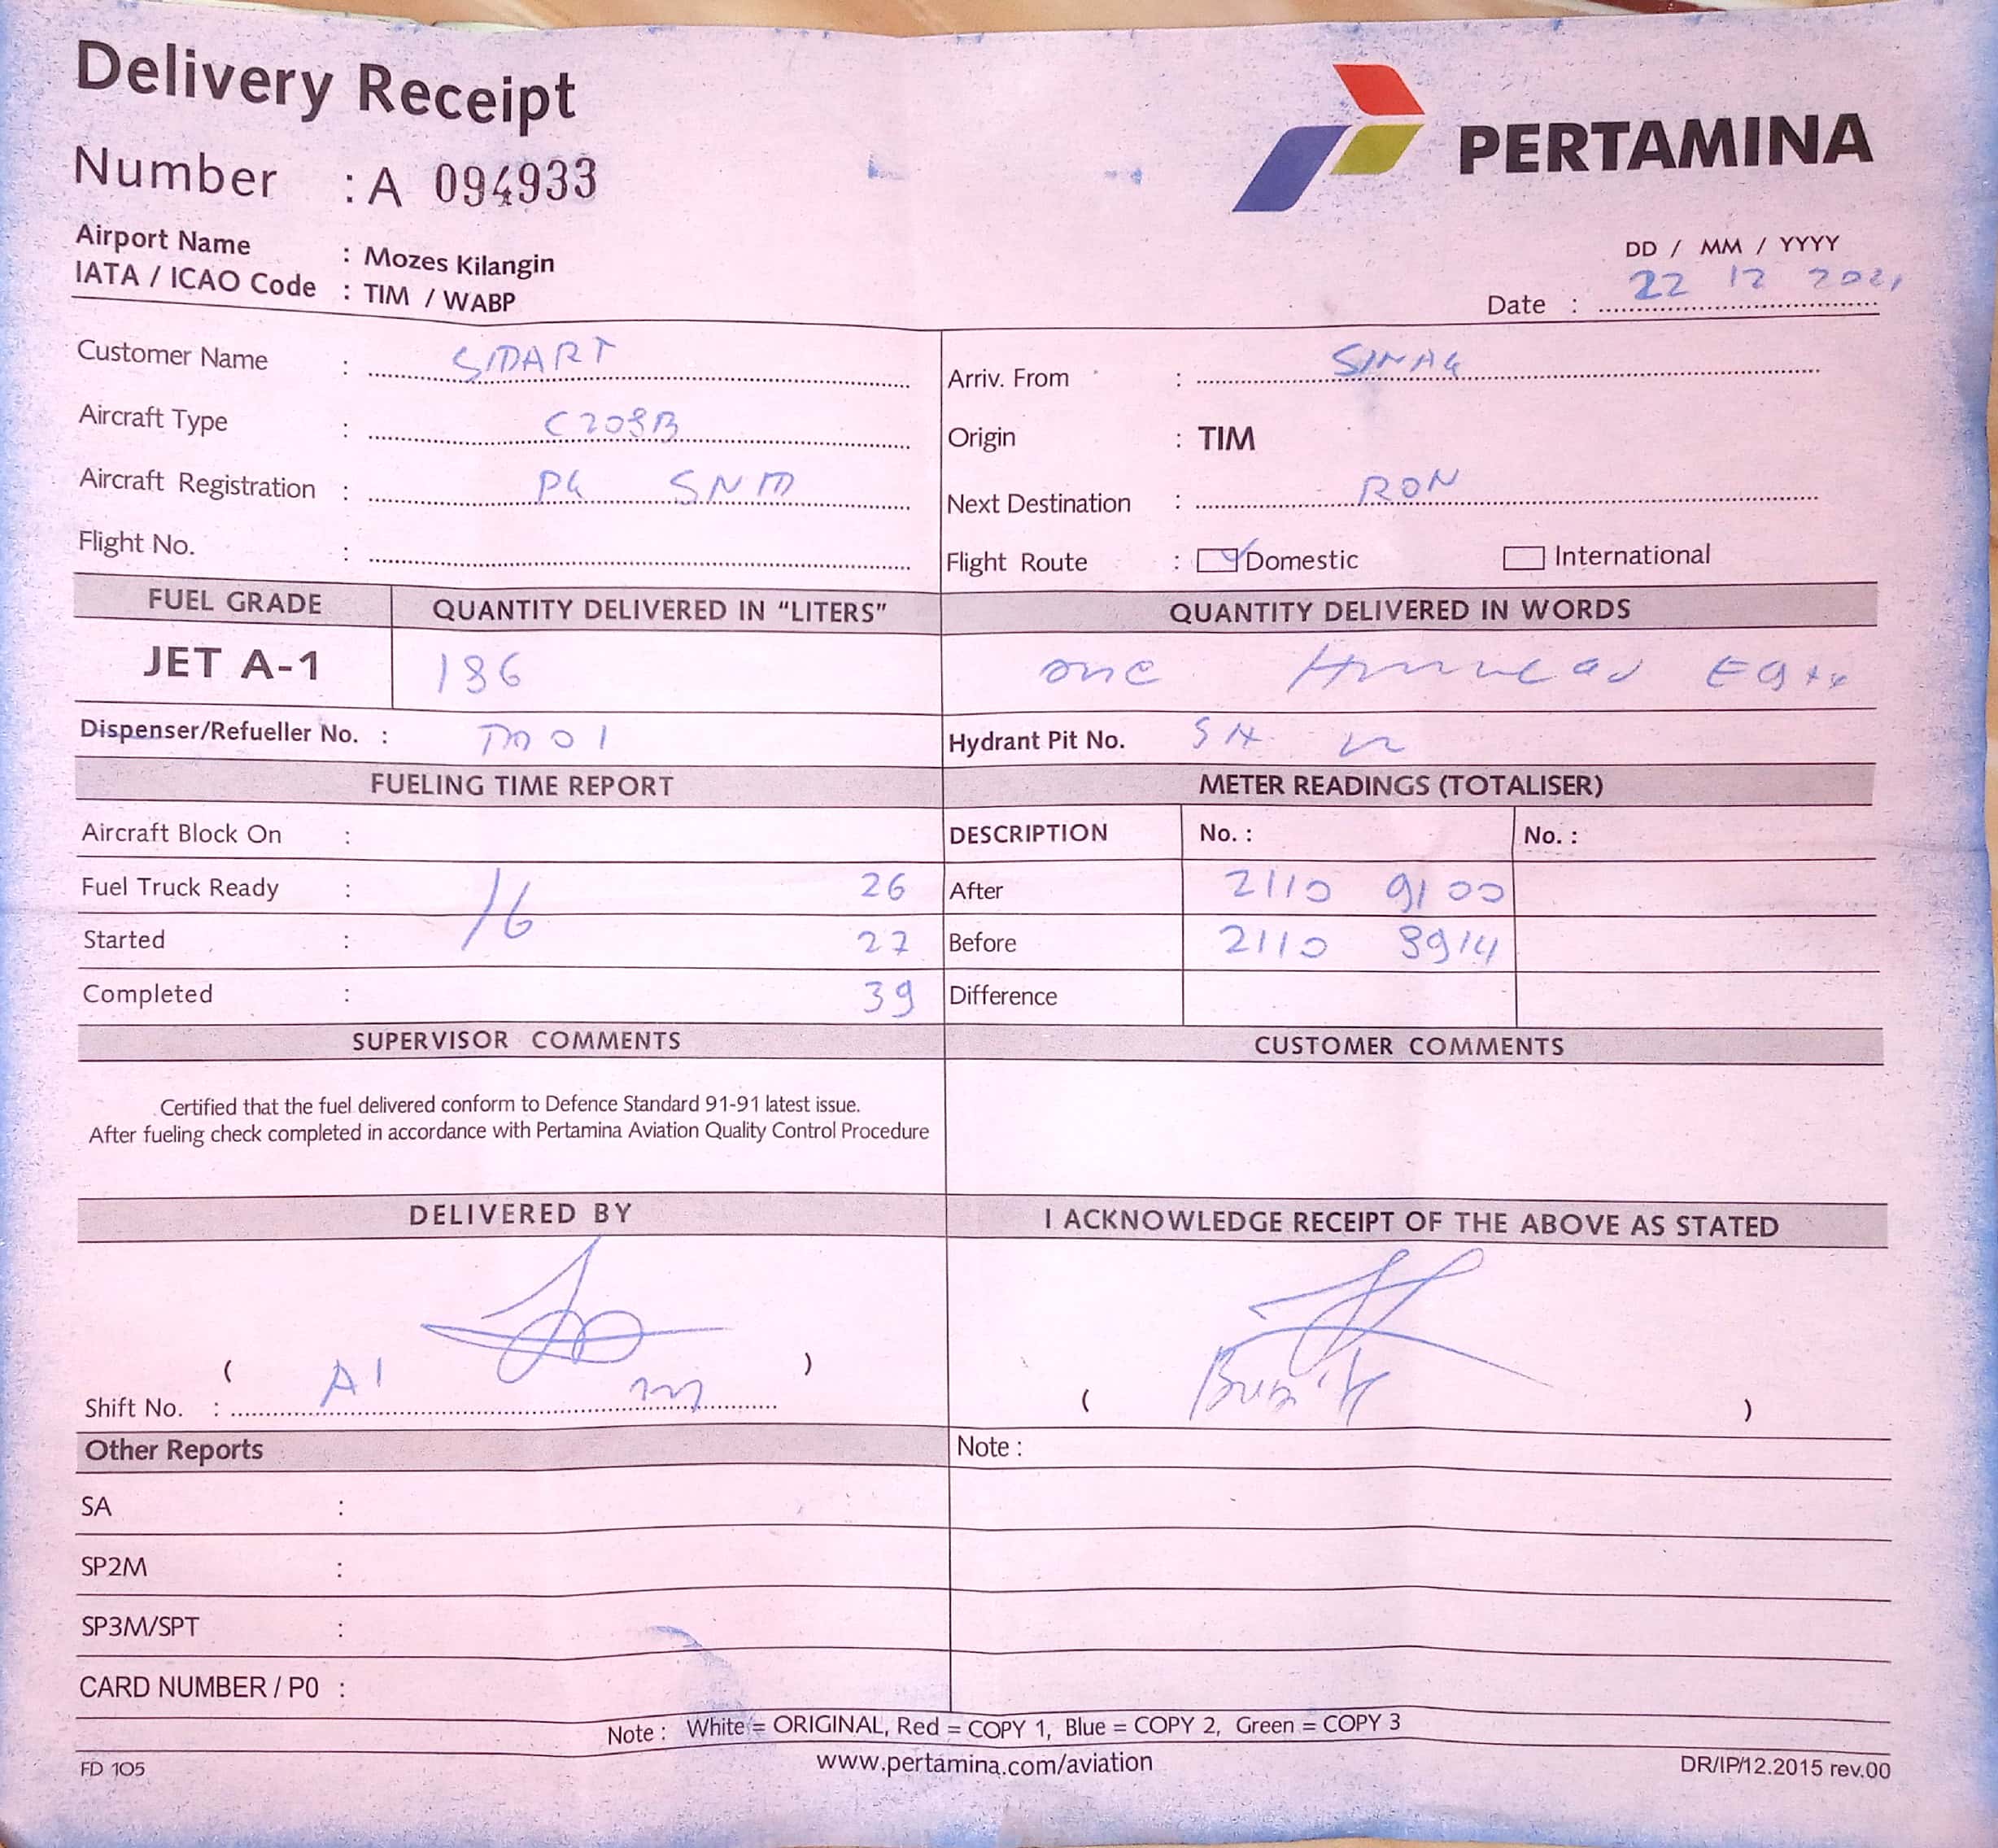 Delivery Receipt
PERTAMINA
Number : A 094933
Airport Name : Mozes Kilangin
IATA / ICAO Code : TIM / WABP
DD / MM / YYYY
Date : 22 12 2021
Customer Name : SMART
Arriv. From : SINAG
Aircraft Type : C208B
Origin : TIM
Aircraft Registration : PK SNM
Next Destination : RON
Flight No. :
Flight Route : Domestic International
FUEL GRADE QUANTITY DELIVERED IN "LITERS" QUANTITY DELIVERED IN WORDS
JET A-1 186 one
Dispenser/Refueller No. : Hydrant Pit No.
FUELING TIME REPORT METER READINGS (TOTALISER)
Aircraft Block On : DESCRIPTION No. : No. :
Fuel Truck Ready : 16 26 After 2110 9100
Started : 27 Before 2110 8914
Completed : 39 Difference
SUPERVISOR COMMENTS CUSTOMER COMMENTS
Certified that the fuel delivered conform to Defence Standard 91-91 latest issue.
After fueling check completed in accordance with Pertamina Aviation Quality Control Procedure
DELIVERED BY I ACKNOWLEDGE RECEIPT OF THE ABOVE AS STATED
( A1 ) ( )
Shift No. :
Other Reports Note :
SA :
SP2M :
SP3M/SPT :
CARD NUMBER / P0 :
Note : White = ORIGINAL, Red = COPY 1, Blue = COPY 2, Green = COPY 3
www.pertamina.com/aviation
FD 105 DR/IP/12.2015 rev.00